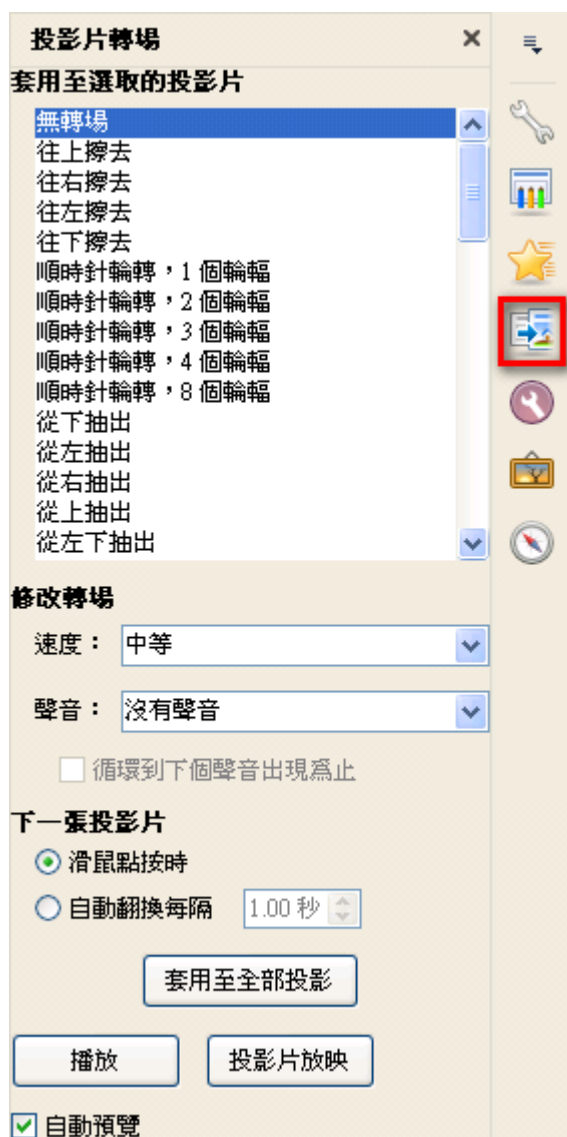 投影片轉場
套用至選取的投影片
無轉場
往上擦去
往右擦去
往左擦去
往下擦去
順時針輪轉，1 個輪輻
順時針輪轉，2 個輪輻
順時針輪轉，3 個輪輻
順時針輪轉，4 個輪輻
順時針輪轉，8 個輪輻
從下抽出
從左抽出
從右抽出
從上抽出
從左下抽出
修改轉場
速度： 中等
聲音： 沒有聲音
循環到下個聲音出現爲止
下一張投影片
滑鼠點按時
自動翻換每隔 1.00 秒
套用至全部投影
播放 投影片放映
自動預覽